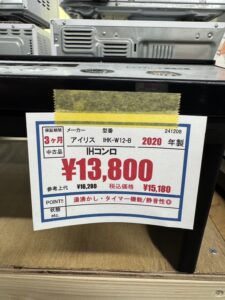 保証期間 メーカー 型番 241209
3ヶ月 アイリス IHK-W12-B 2020 年製
中古品 IHコンロ
¥13,800
参考上代 ¥16,280 税込価格 ¥15,180
POINT!! 湯沸かし・タイマー機能/静音性◎
状態
etc.